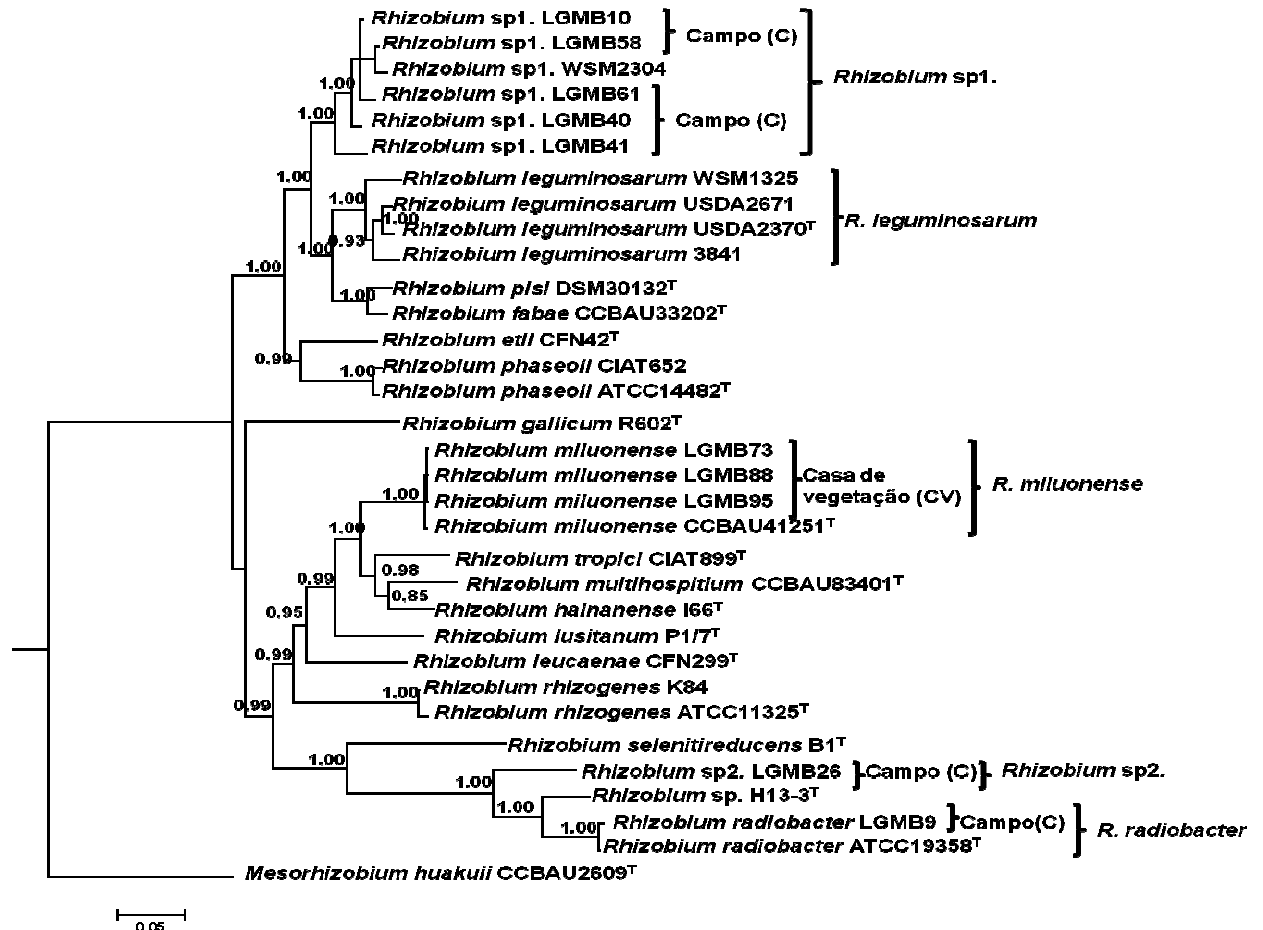 Rhizobium sp1. LGMB10
Rhizobium sp1. LGMB58
Campo (C)
Rhizobium sp1. WSM2304
Rhizobium sp1.
Rhizobium sp1. LGMB61
Rhizobium sp1. LGMB40
Campo (C)
Rhizobium sp1. LGMB41
1.00
1.00
1.00
Rhizobium leguminosarum WSM1325
Rhizobium leguminosarum USDA2671
Rhizobium leguminosarum USDA2370ᵀ
R. leguminosarum
Rhizobium leguminosarum 3841
1.00
1.00
0.93
1.00
1.00
Rhizobium pisi DSM30132ᵀ
1.00
Rhizobium fabae CCBAU33202ᵀ
Rhizobium etli CFN42ᵀ
0.99
Rhizobium phaseoli CIAT652
1.00
Rhizobium phaseoli ATCC14482ᵀ
Rhizobium gallicum R602ᵀ
Rhizobium miluonense LGMB73
Rhizobium miluonense LGMB88
Rhizobium miluonense LGMB95
Casa de
vegetação (CV)
R. miluonense
1.00
Rhizobium miluonense CCBAU41251ᵀ
1.00
Rhizobium tropici CIAT899ᵀ
0.98
Rhizobium multihospitium CCBAU83401ᵀ
0.99
0.85
Rhizobium hainanense I66ᵀ
0.95
Rhizobium lusitanum P1/7ᵀ
0.99
Rhizobium leucaenae CFN299ᵀ
Rhizobium rhizogenes K84
1.00
0.99
Rhizobium rhizogenes ATCC11325ᵀ
Rhizobium selenitireducens B1ᵀ
1.00
Rhizobium sp2. LGMB26
Campo (C)
Rhizobium sp2.
1.00
Rhizobium sp. H13-3ᵀ
1.00
Rhizobium radiobacter LGMB9
Campo(C)
R. radiobacter
1.00
Rhizobium radiobacter ATCC19358ᵀ
Mesorhizobium huakuii CCBAU2609ᵀ
0.05